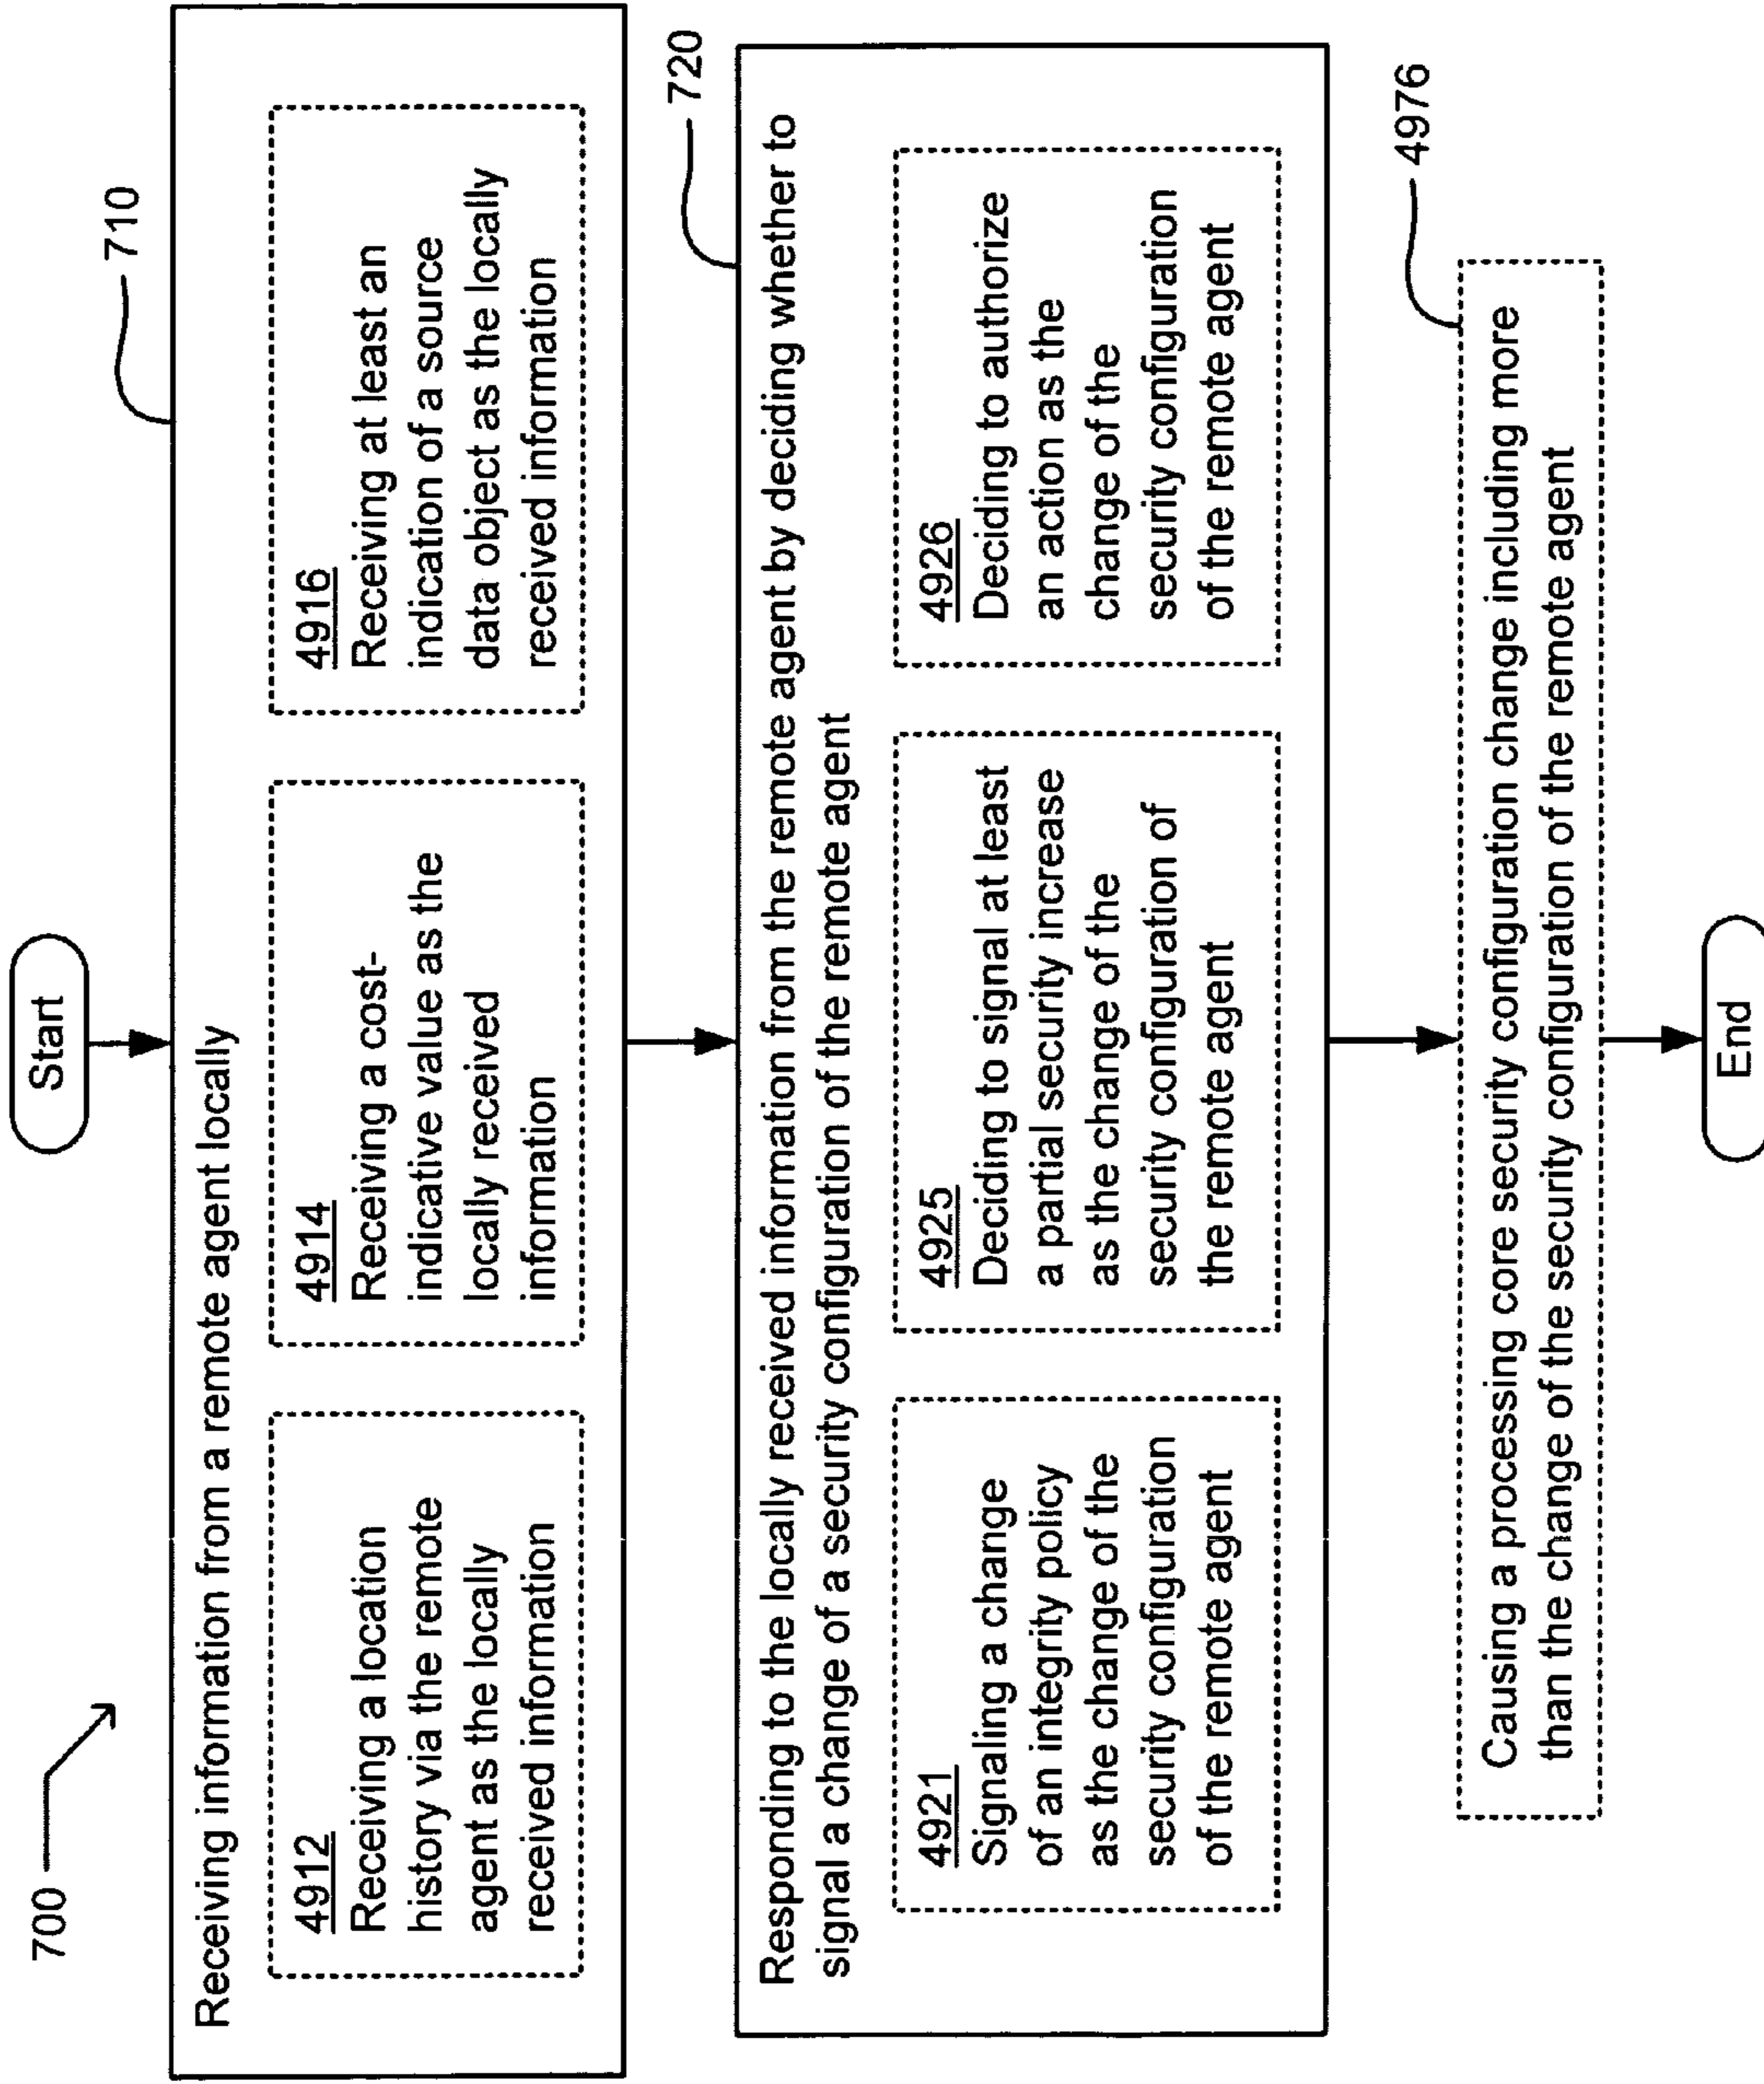 700
Start
710
Receiving information from a remote agent locally
4912
Receiving a location
history via the remote
agent as the locally
received information
4914
Receiving a cost-
indicative value as the
locally received
information
4916
Receiving at least an
indication of a source
data object as the locally
received information
720
Responding to the locally received information from the remote agent by deciding whether to
signal a change of a security configuration of the remote agent
4921
Signaling a change
of an integrity policy
as the change of the
security configuration
of the remote agent
4925
Deciding to signal at least
a partial security increase
as the change of the
security configuration of
the remote agent
4926
Deciding to authorize
an action as the
change of the
security configuration
of the remote agent
4976
Causing a processing core security configuration change including more
than the change of the security configuration of the remote agent
End